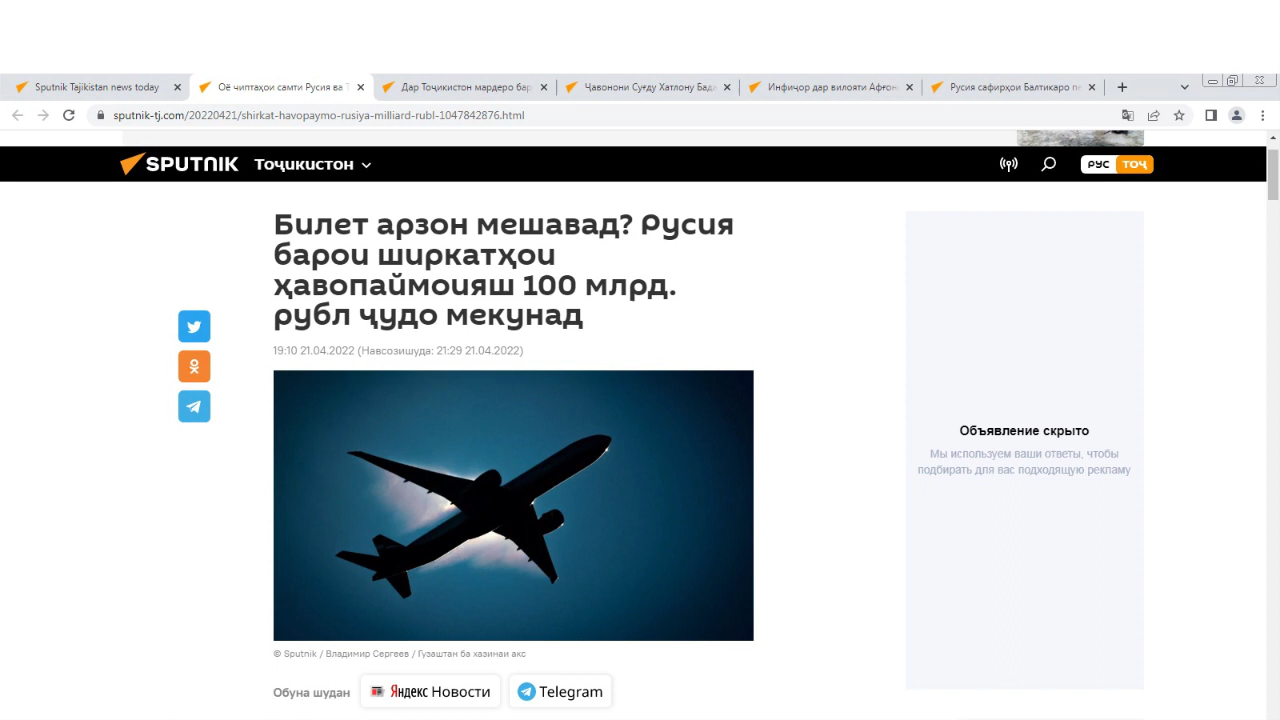 Sputnik Tajikistan news today
Оё чиптаҳои самти Русия ва Т
Дар Тоҷикистон мардеро бар
Ҷавонони Суғду Хатлону Бада
Инфиҷор дар вилояти Афғон
Русия сафирҳои Балтикаро п
sputnik-tj.com/20220421/shirkat-havopaymo-rusiya-milliard-rubl-1047842876.html
SPUTNIK Тоҷикистон
РУС ТОҶ
Билет арзон мешавад? Русия
барои ширкатҳои
ҳавопаймоияш 100 млрд.
рубл ҷудо мекунад
19:10 21.04.2022 (Навсозишуда: 21:29 21.04.2022)
Объявление скрыто
Мы используем ваши ответы, чтобы
подбирать для вас подходящую рекламу
© Sputnik / Владимир Сергеев / Гузаштан ба хазинаи акс
Обуна шудан
Яндекс Новости
Telegram